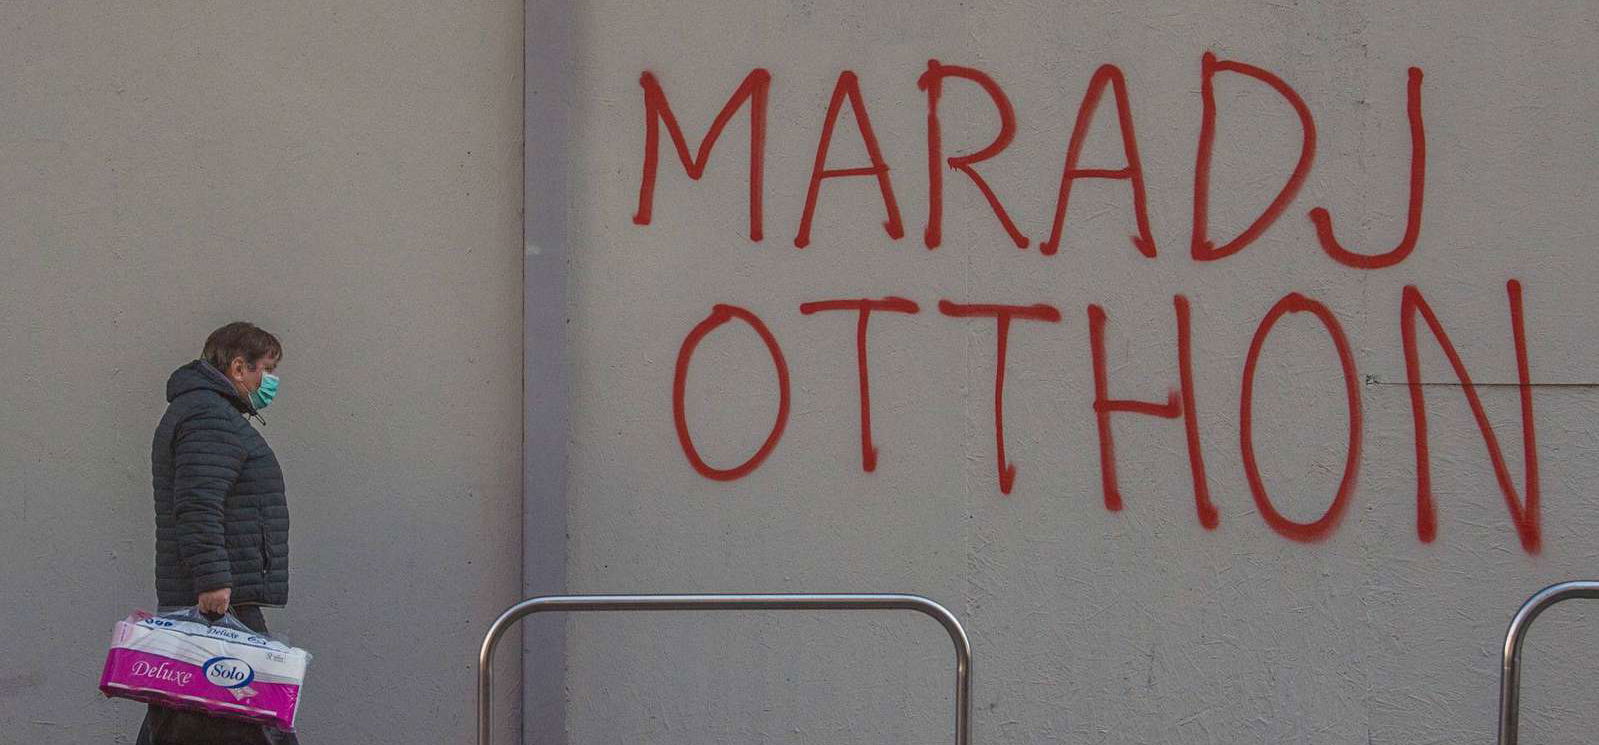 MARADJ
OTTHON
Deluxe
Deluxe
Solo